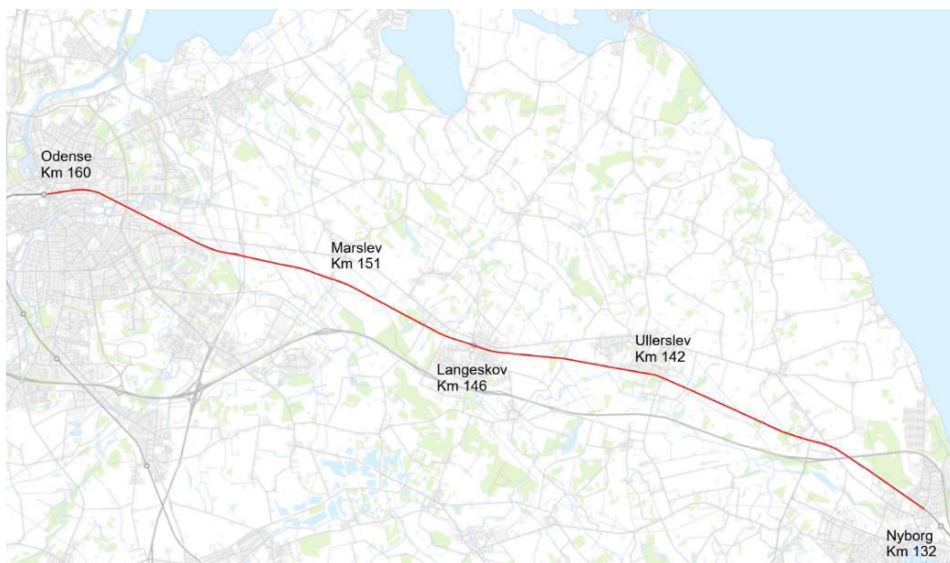 Odense
Km 160
Marslev
Km 151
Ullerslev
Km 142
Langeskov
Km 146
Nyborg
Km 132